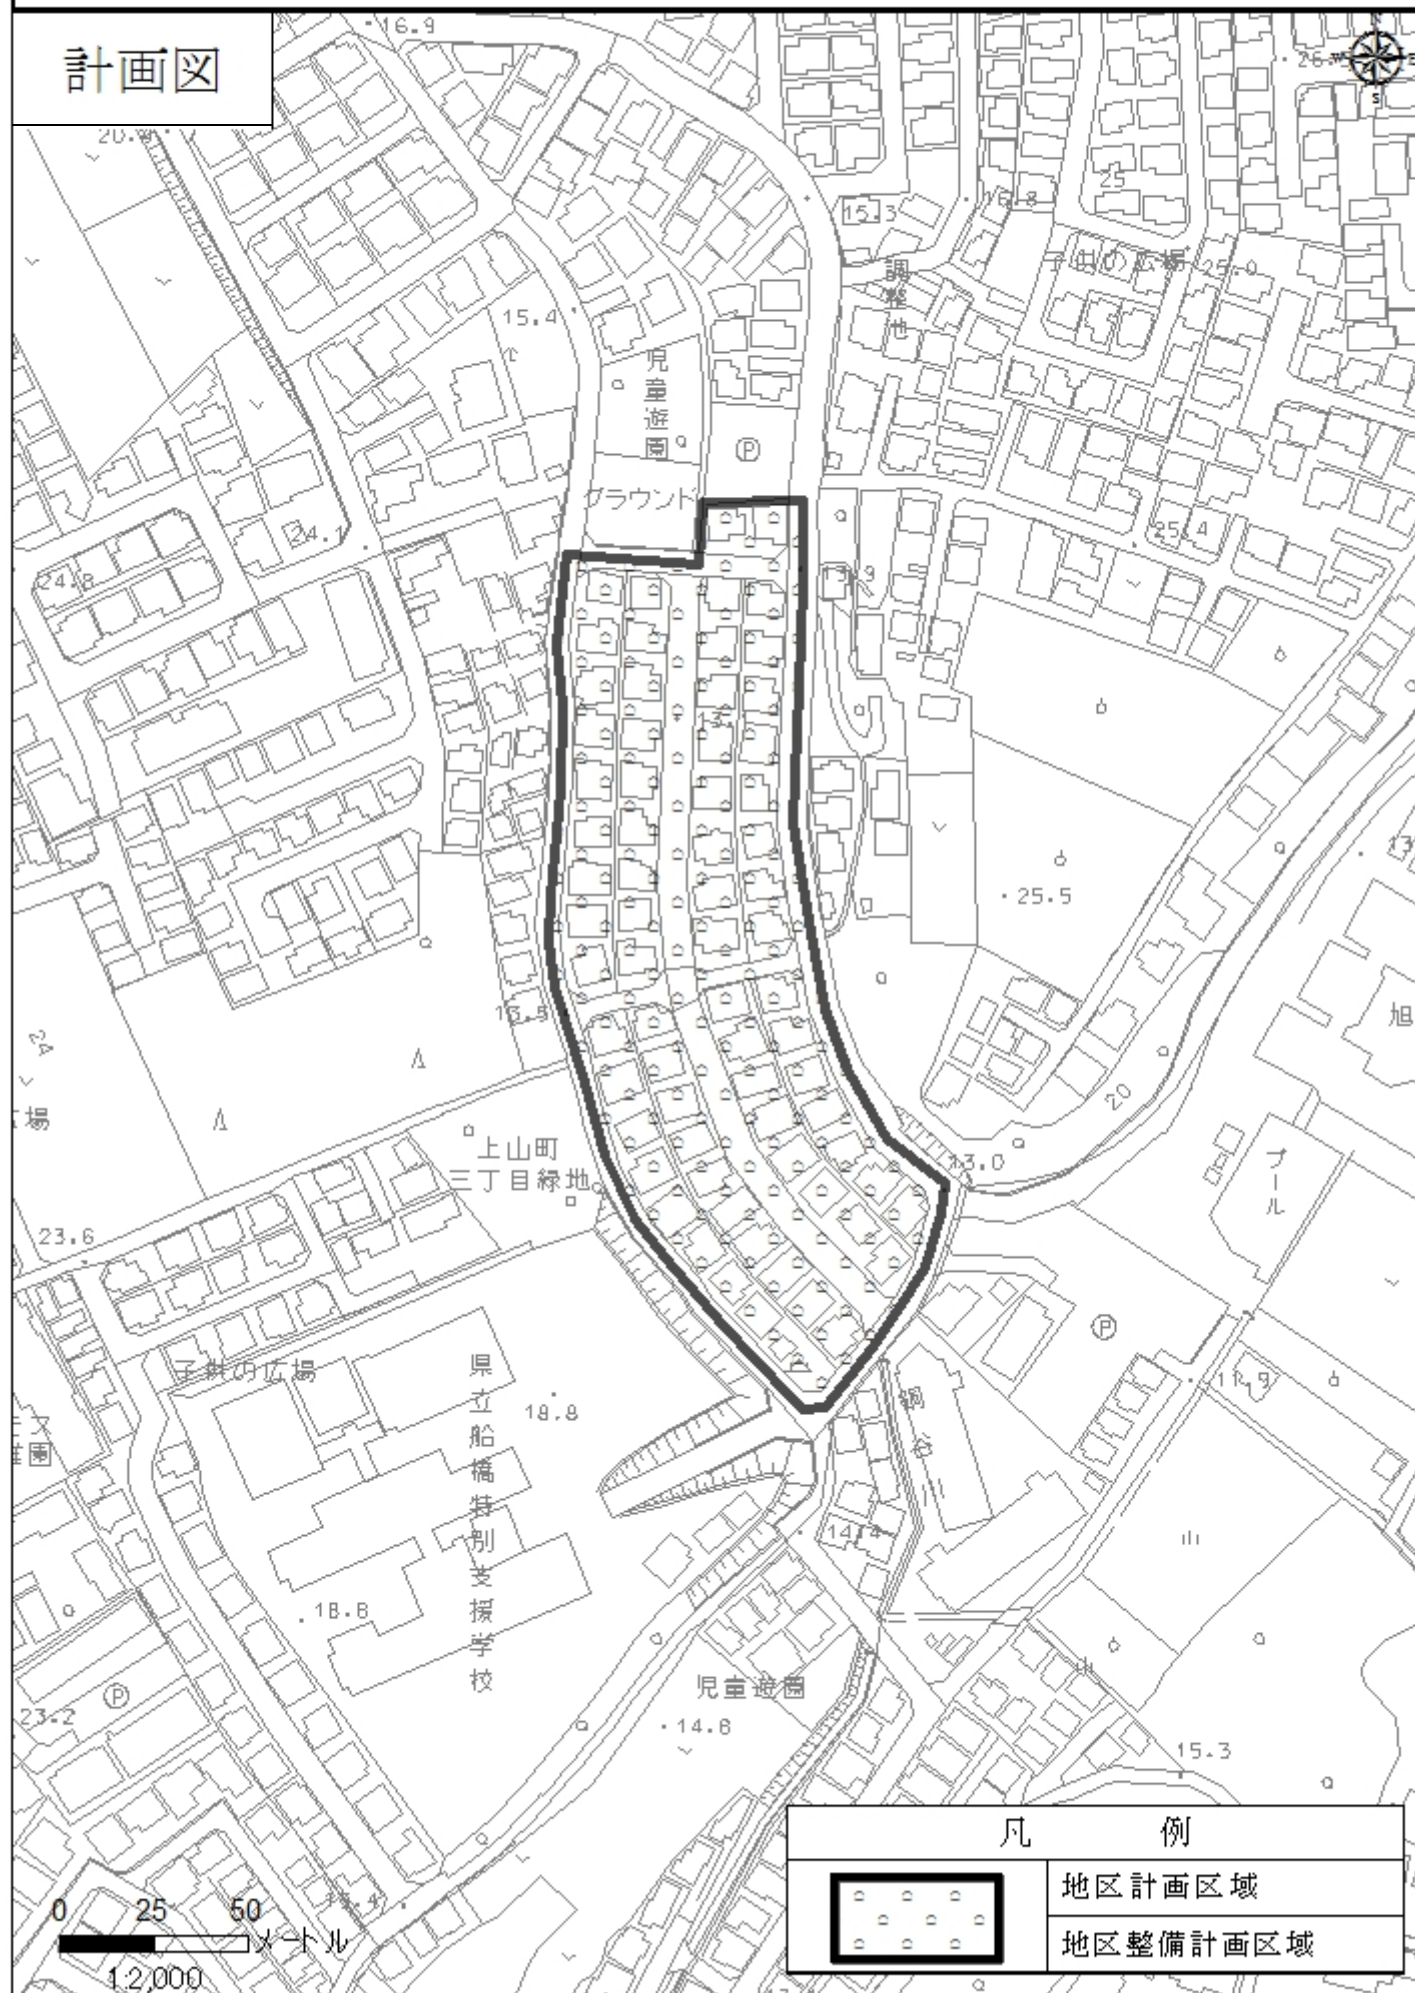 計画図
16.9
N
W
S
20.
26.
23
15.3
16.8
調整地
子供の広場
25.0
15.4
児童遊園
P
グラウンド
24.1
25.4
24.8
13.
25.5
13.5
24
20
旭
場
上山町
三丁目緑地
13.0
プール
23.6
子供の広場
県立船橋特別支援学校
18.8
P
11.9
14.4
18.8
P
23.2
児童遊園
14.8
15.3
凡 例
地区計画区域
地区整備計画区域
0 25 50
メートル
1:2,000